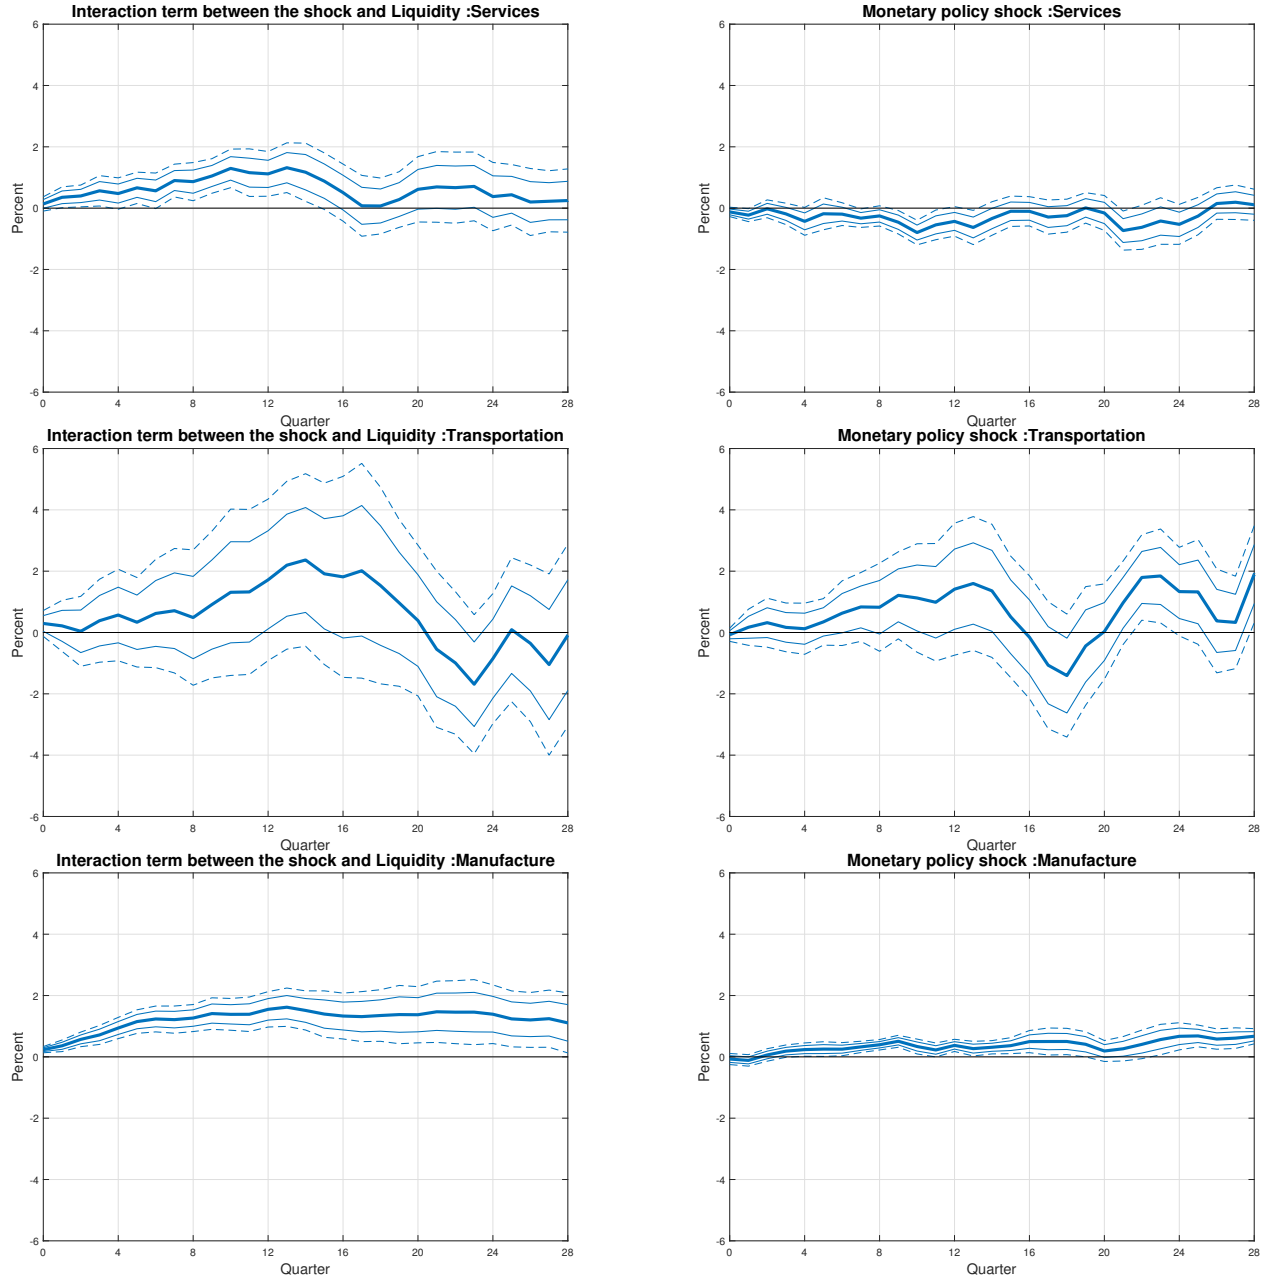 Interaction term between the shock and Liquidity :Services
Percent
6
4
2
0
-2
-4
-6
0 4 8 12 16 20 24 28
Quarter
Monetary policy shock :Services
Percent
6
4
2
0
-2
-4
-6
0 4 8 12 16 20 24 28
Quarter
Interaction term between the shock and Liquidity :Transportation
Percent
6
4
2
0
-2
-4
-6
0 4 8 12 16 20 24 28
Quarter
Monetary policy shock :Transportation
Percent
6
4
2
0
-2
-4
-6
0 4 8 12 16 20 24 28
Quarter
Interaction term between the shock and Liquidity :Manufacture
Percent
6
4
2
0
-2
-4
-6
0 4 8 12 16 20 24 28
Quarter
Monetary policy shock :Manufacture
Percent
6
4
2
0
-2
-4
-6
0 4 8 12 16 20 24 28
Quarter